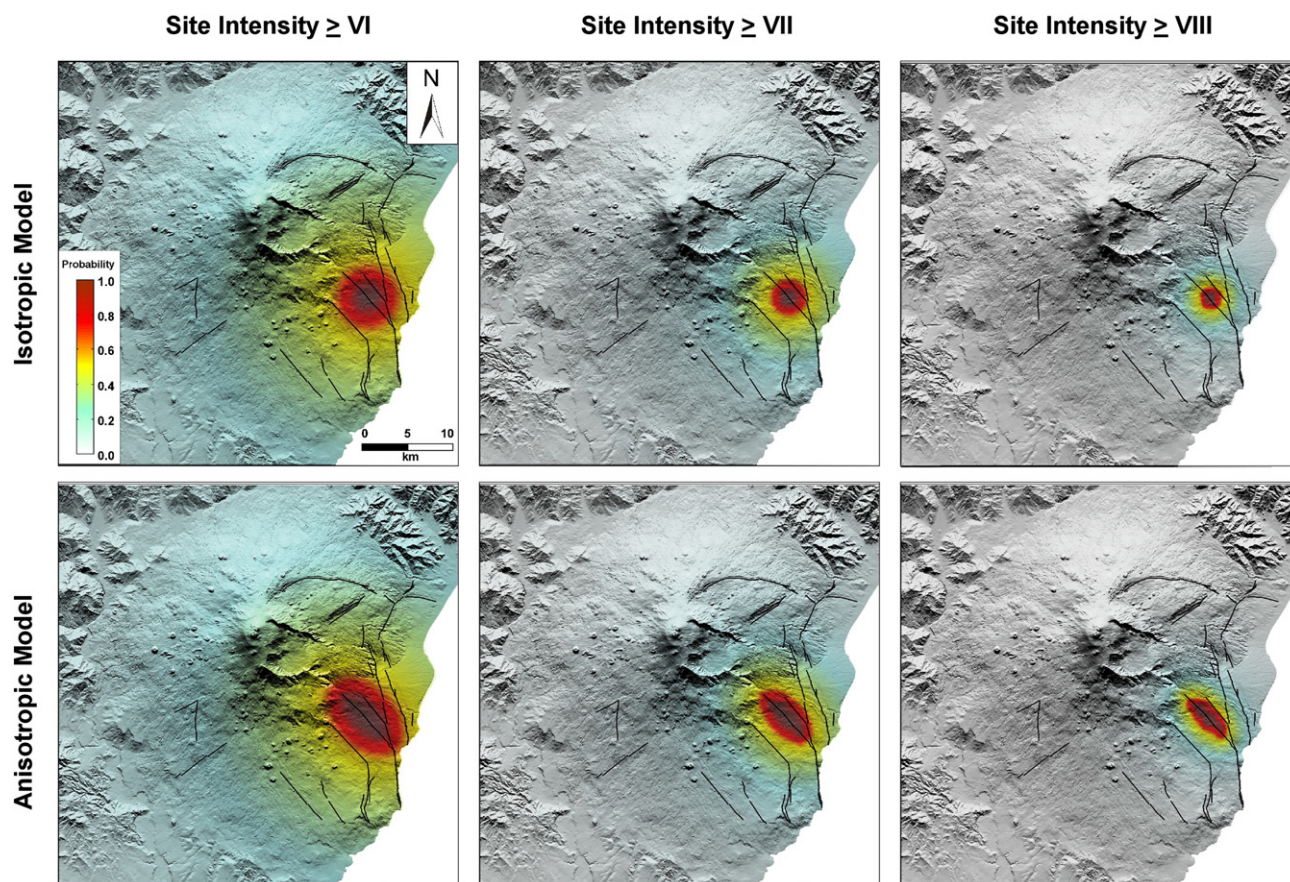 Site Intensity ≥ VI
Site Intensity ≥ VII
Site Intensity ≥ VIII
Isotropic Model
N
Probability
1.0
0.8
0.6
0.4
0.2
0.0
0 5 10
km
Anisotropic Model